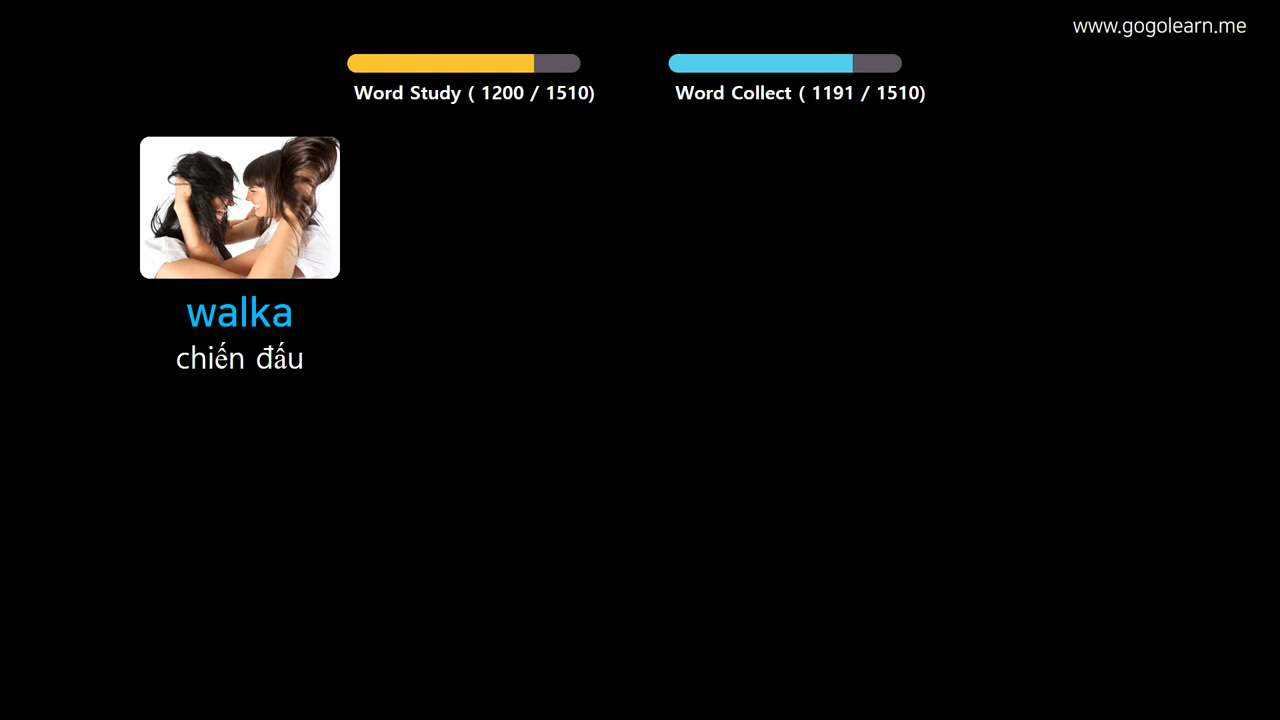 www.gogolearn.me
Word Study ( 1200 / 1510)
Word Collect ( 1191 / 1510)
walka
chiến đấu